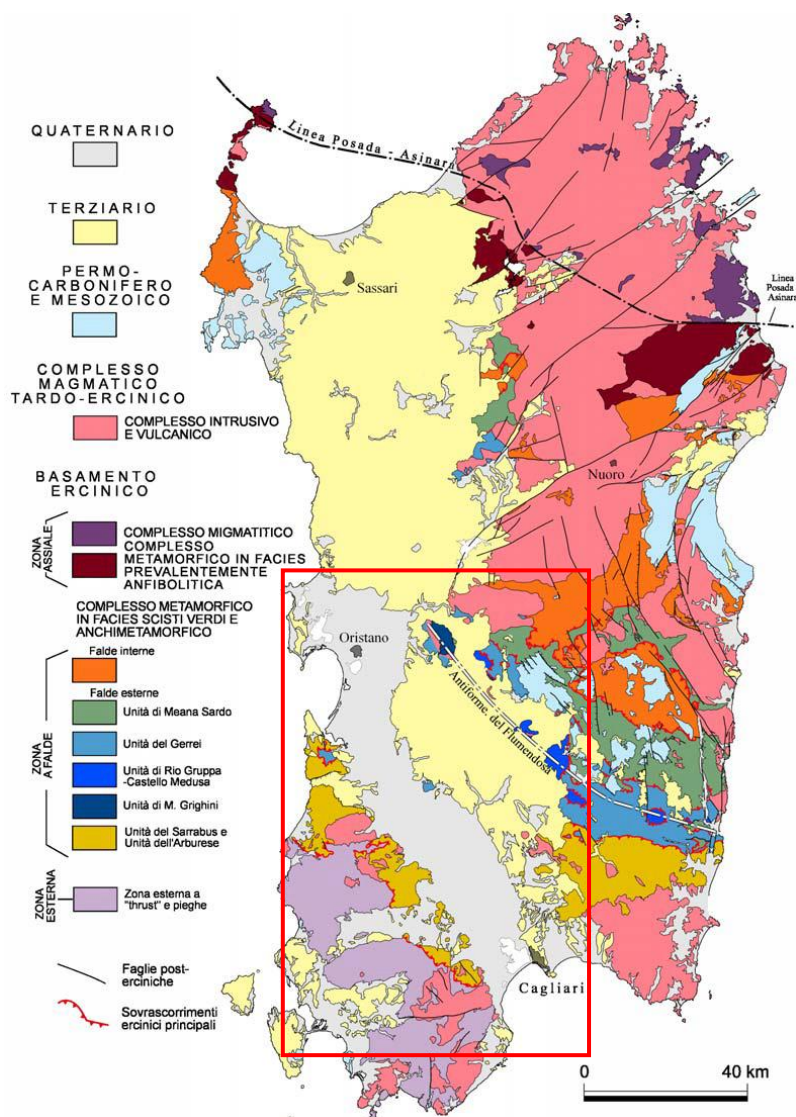 QUATERNARIO
TERZIARIO
PERMO-
CARBONIFERO
E MESOZOICO
COMPLESSO
MAGMATICO
TARDO-ERCINICO
COMPLESSO INTRUSIVO
E VULCANICO
BASAMENTO
ERCINICO
ZONA
ASSIALE
COMPLESSO MIGMATITICO
COMPLESSO
METAMORFICO IN FACIES
PREVALENTEMENTE
ANFIBOLITICA
COMPLESSO METAMORFICO
IN FACIES SCISTI VERDI E
ANCHIMETAMORFICO
ZONA
A FALDE
Falde interne
Falde esterne
Unità di Meana Sardo
Unità del Gerrei
Unità di Rio Gruppa
-Castello Medusa
Unità di M. Grighini
Unità del Sarrabus e
Unità dell'Arburese
ZONA
ESTERNA
Zona esterna a
"thrust" e pieghe
Faglie post-
erciniche
Sovrascorrimenti
ercinici principali
Linea Posada - Asinara
Sassari
Linea
Posada
Asinara
Nuoro
Oristano
Antiforme del Flumendosa
Cagliari
0 40 km